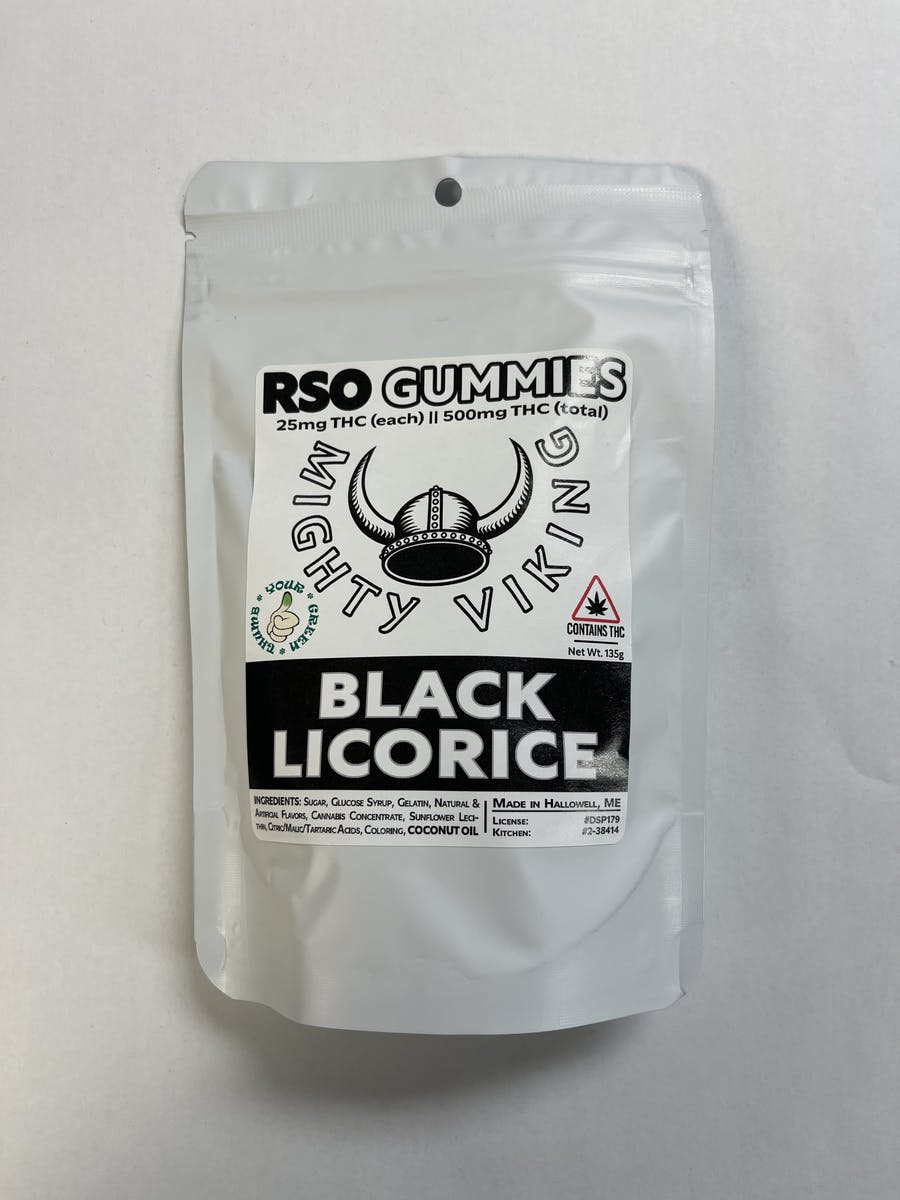 RSO GUMMIES
25mg THC (each) || 500mg THC (total)
MIGHTY VIKING
* YOUR * GREEN * THUMB
CONTAINS THC
Net Wt. 135g
BLACK
LICORICE
INGREDIENTS: SUGAR, GLUCOSE SYRUP, GELATIN, NATURAL &
ARTIFICIAL FLAVORS, CANNABIS CONCENTRATE, SUNFLOWER LECI-
THIN, CITRIC/MALIC/TARTARIC ACIDS, COLORING, COCONUT OIL
MADE IN HALLOWELL, ME
LICENSE: #DSP179
KITCHEN: #2-38414